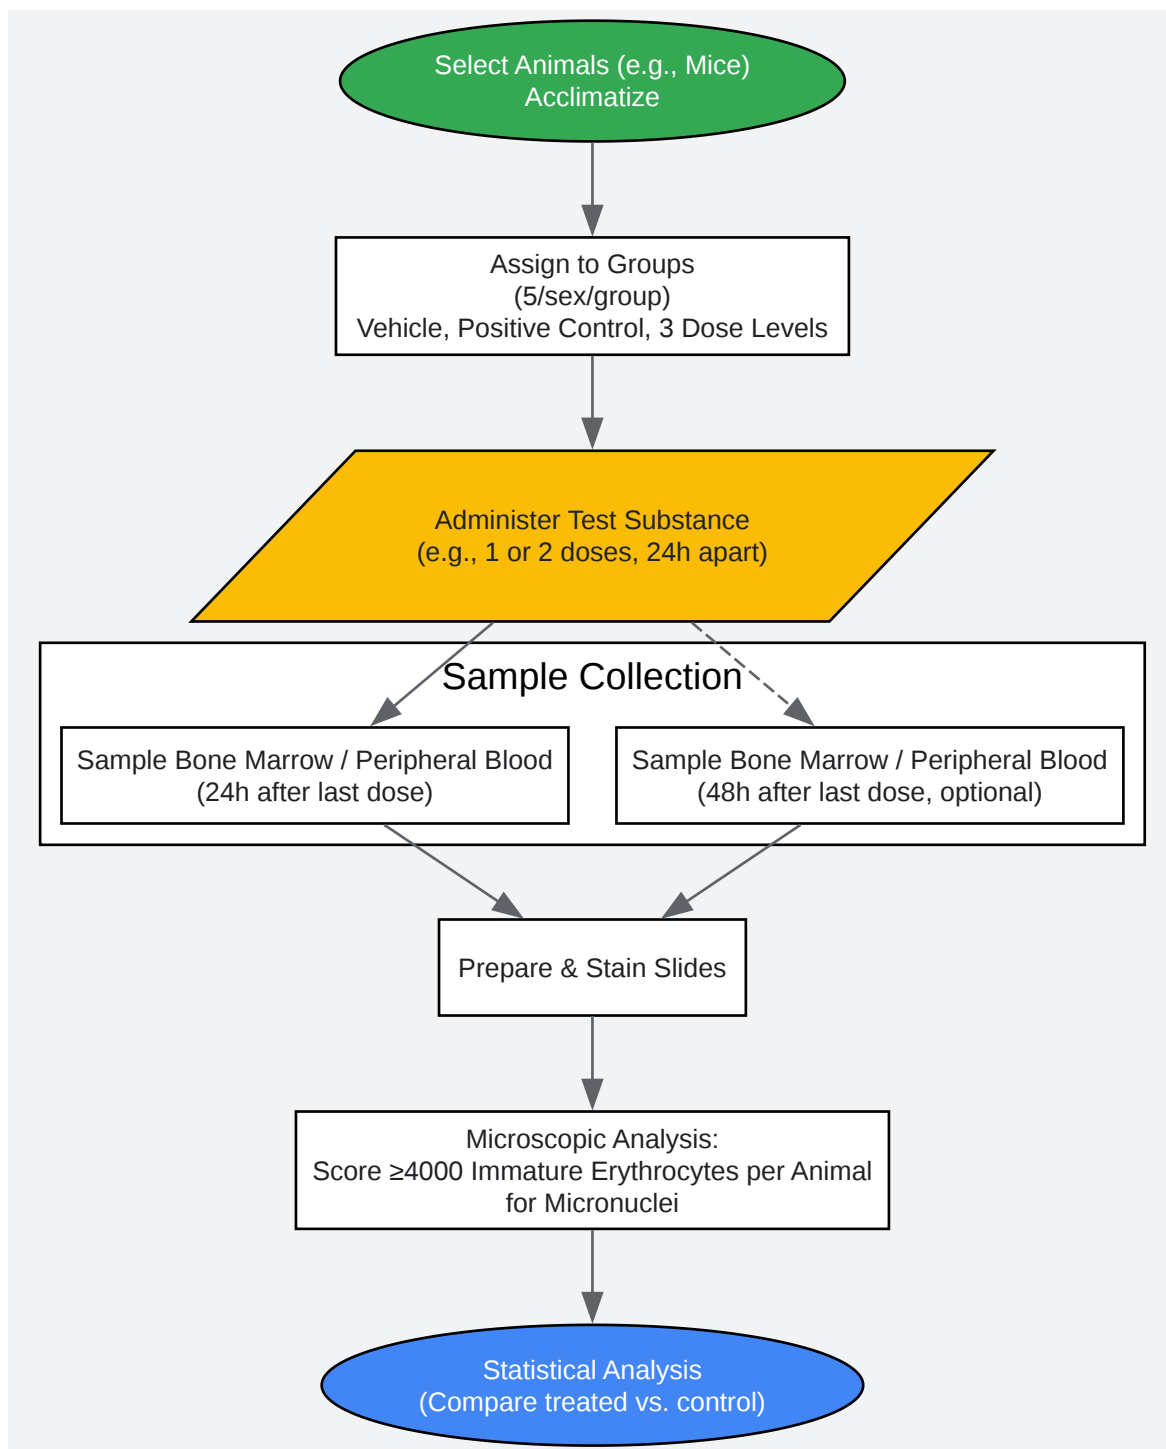 Select Animals (e.g., Mice)
Acclimatize
Assign to Groups
(5/sex/group)
Vehicle, Positive Control, 3 Dose Levels
Administer Test Substance
(e.g., 1 or 2 doses, 24h apart)
Sample Collection
Sample Bone Marrow / Peripheral Blood
(24h after last dose)
Sample Bone Marrow / Peripheral Blood
(48h after last dose, optional)
Prepare & Stain Slides
Microscopic Analysis:
Score ≥4000 Immature Erythrocytes per Animal
for Micronuclei
Statistical Analysis
(Compare treated vs. control)